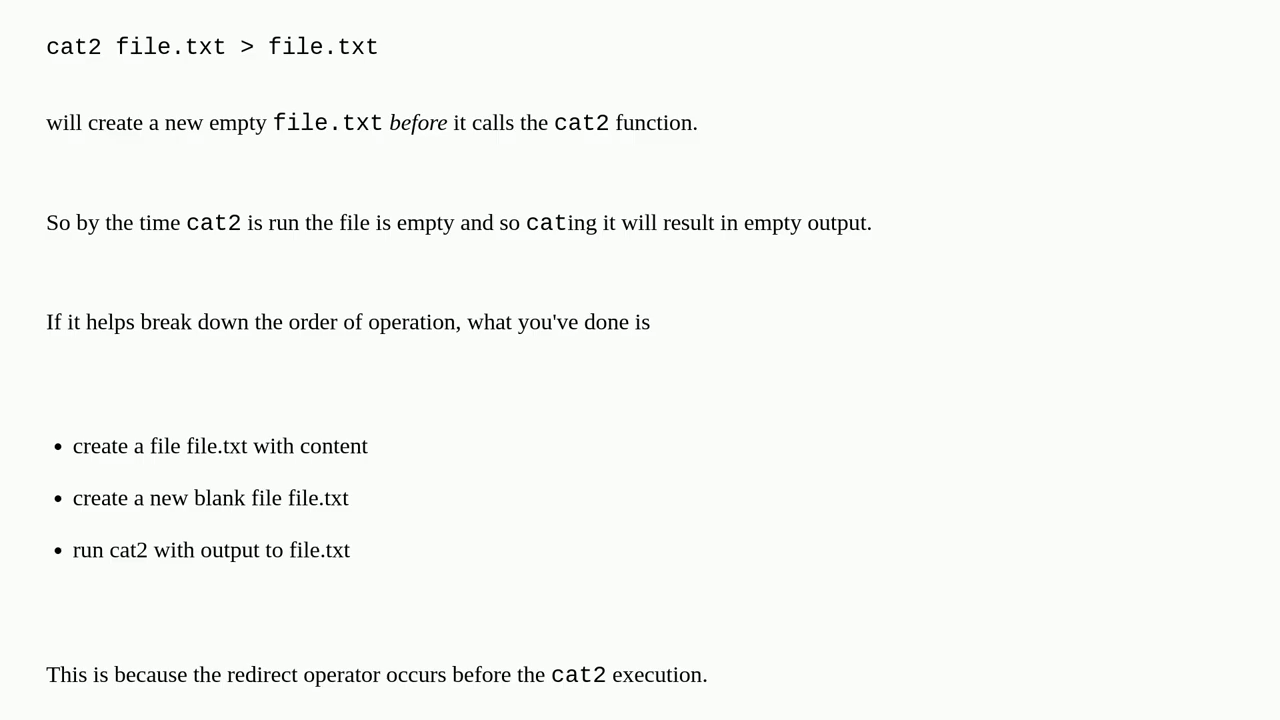 cat2 file.txt > file.txt
will create a new empty file.txt before it calls the cat2 function.
So by the time cat2 is run the file is empty and so cating it will result in empty output.
If it helps break down the order of operation, what you've done is
• create a file file.txt with content
• create a new blank file file.txt
• run cat2 with output to file.txt
This is because the redirect operator occurs before the cat2 execution.